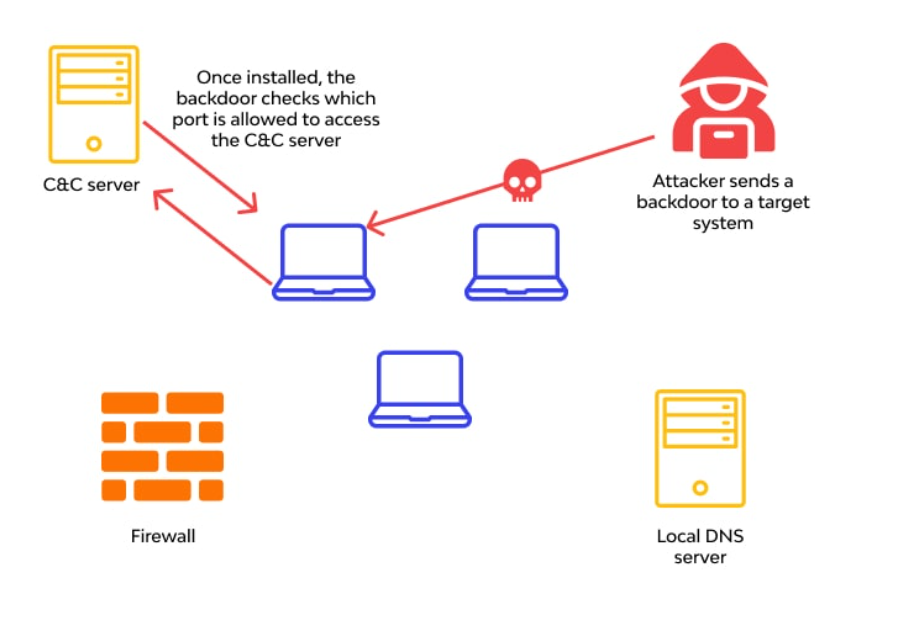 Once installed, the
backdoor checks which
port is allowed to access
the C&C server
C&C server
Attacker sends a
backdoor to a target
system
Firewall
Local DNS
server